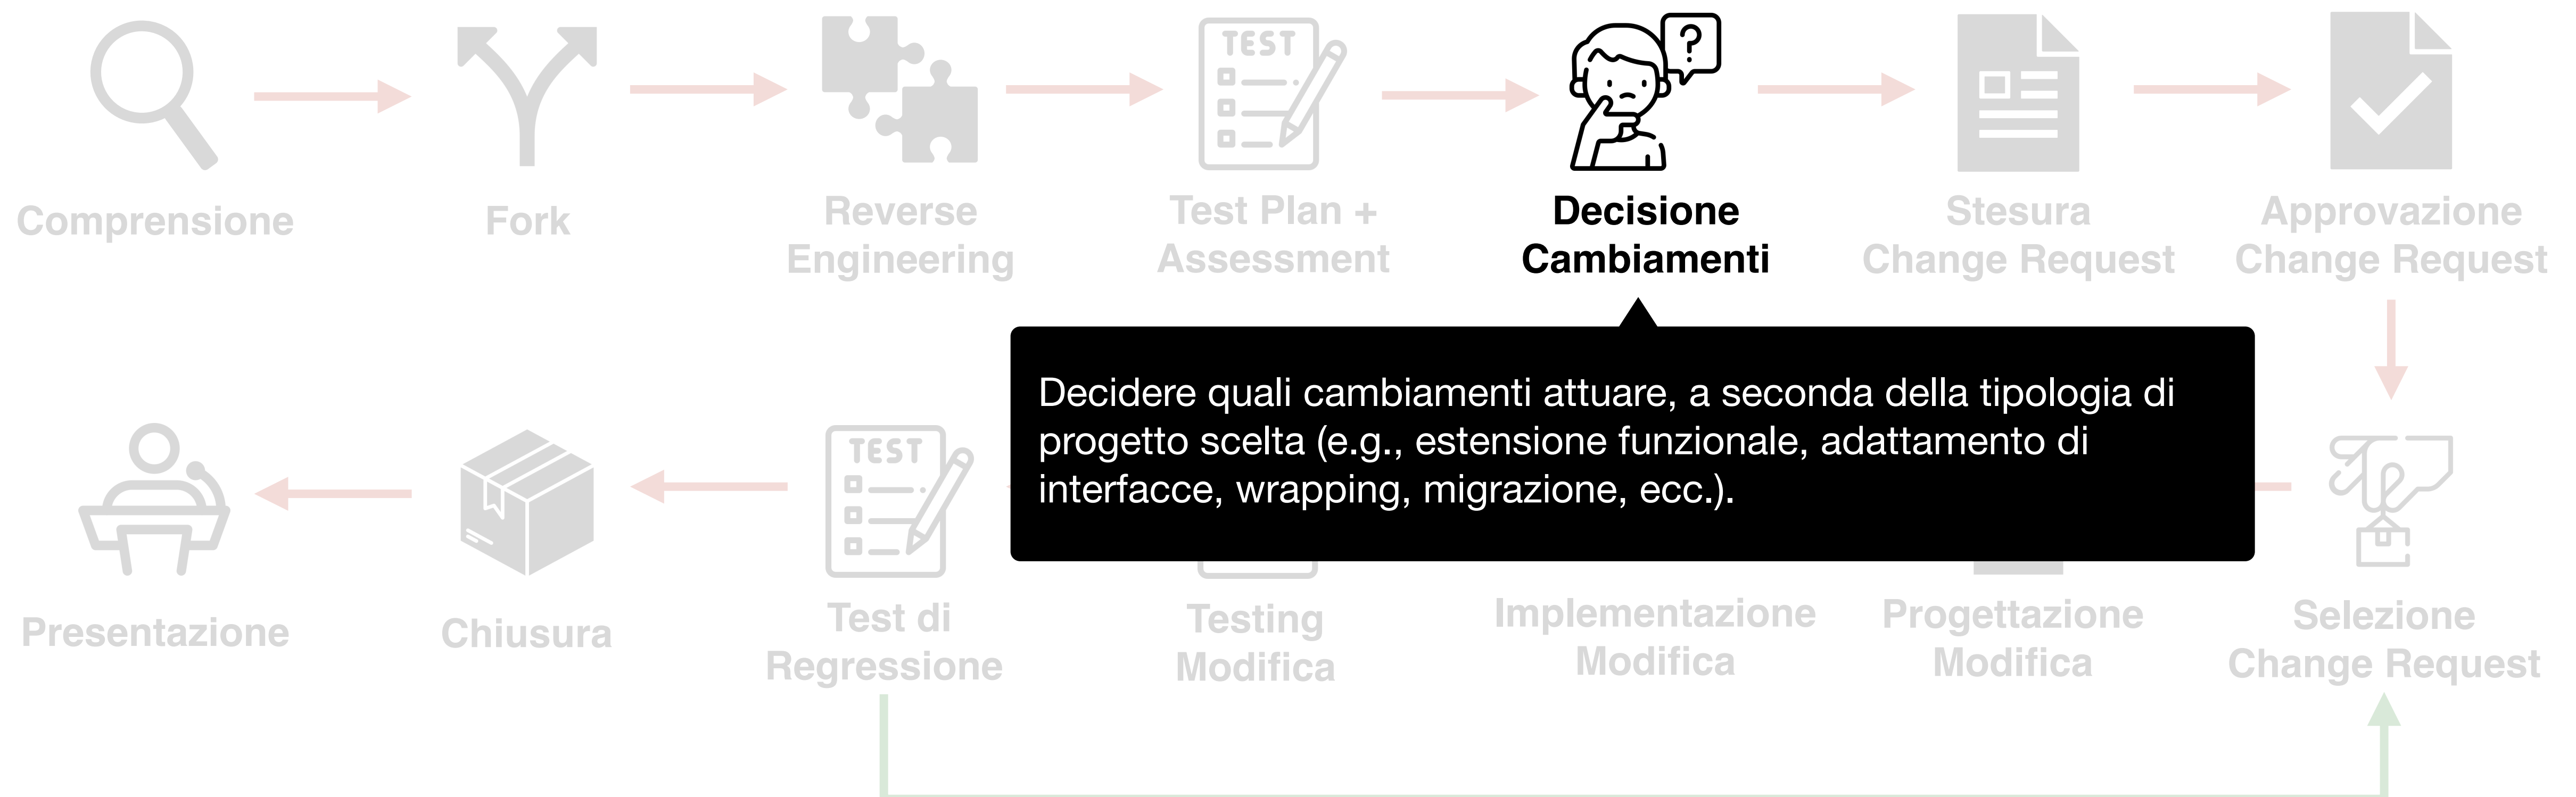 TEST
?
Comprensione
Fork
Reverse
Engineering
Test Plan +
Assessment
Decisione
Cambiamenti
Stesura
Change Request
Approvazione
Change Request
Decidere quali cambiamenti attuare, a seconda della tipologia di
progetto scelta (e.g., estensione funzionale, adattamento di
interfacce, wrapping, migrazione, ecc.).
TEST
Presentazione
Chiusura
Test di
Regressione
Testing
Modifica
Implementazione
Modifica
Progettazione
Modifica
Selezione
Change Request